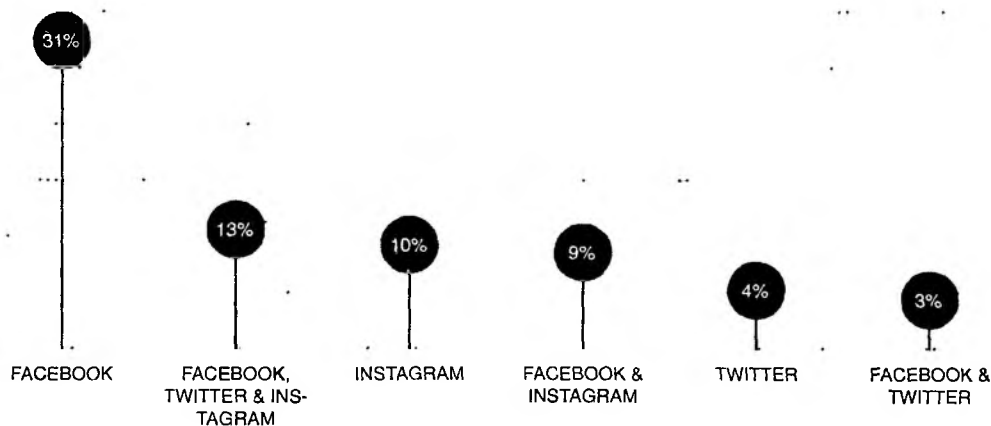 31%
13%
10%
9%
4%
3%
FACEBOOK
FACEBOOK,
TWITTER & INS-
TAGRAM
INSTAGRAM
FACEBOOK &
INSTAGRAM
TWITTER
FACEBOOK &
TWITTER